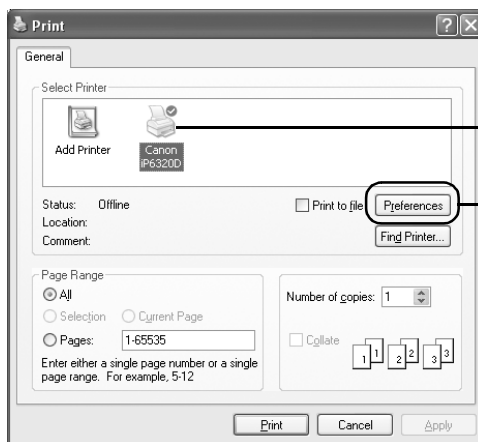 Print
General
Select Printer
Add Printer
Canon
iP6320D
Status: Offline
Location:
Comment:
Print to file
Preferences
Find Printer...
Page Range
All
Selection
Current Page
Pages: 1-65535
Enter either a single page number or a single
page range. For example, 5-12
Number of copies: 1
Collate
1 1 2 2 3 3
Print
Cancel
Apply